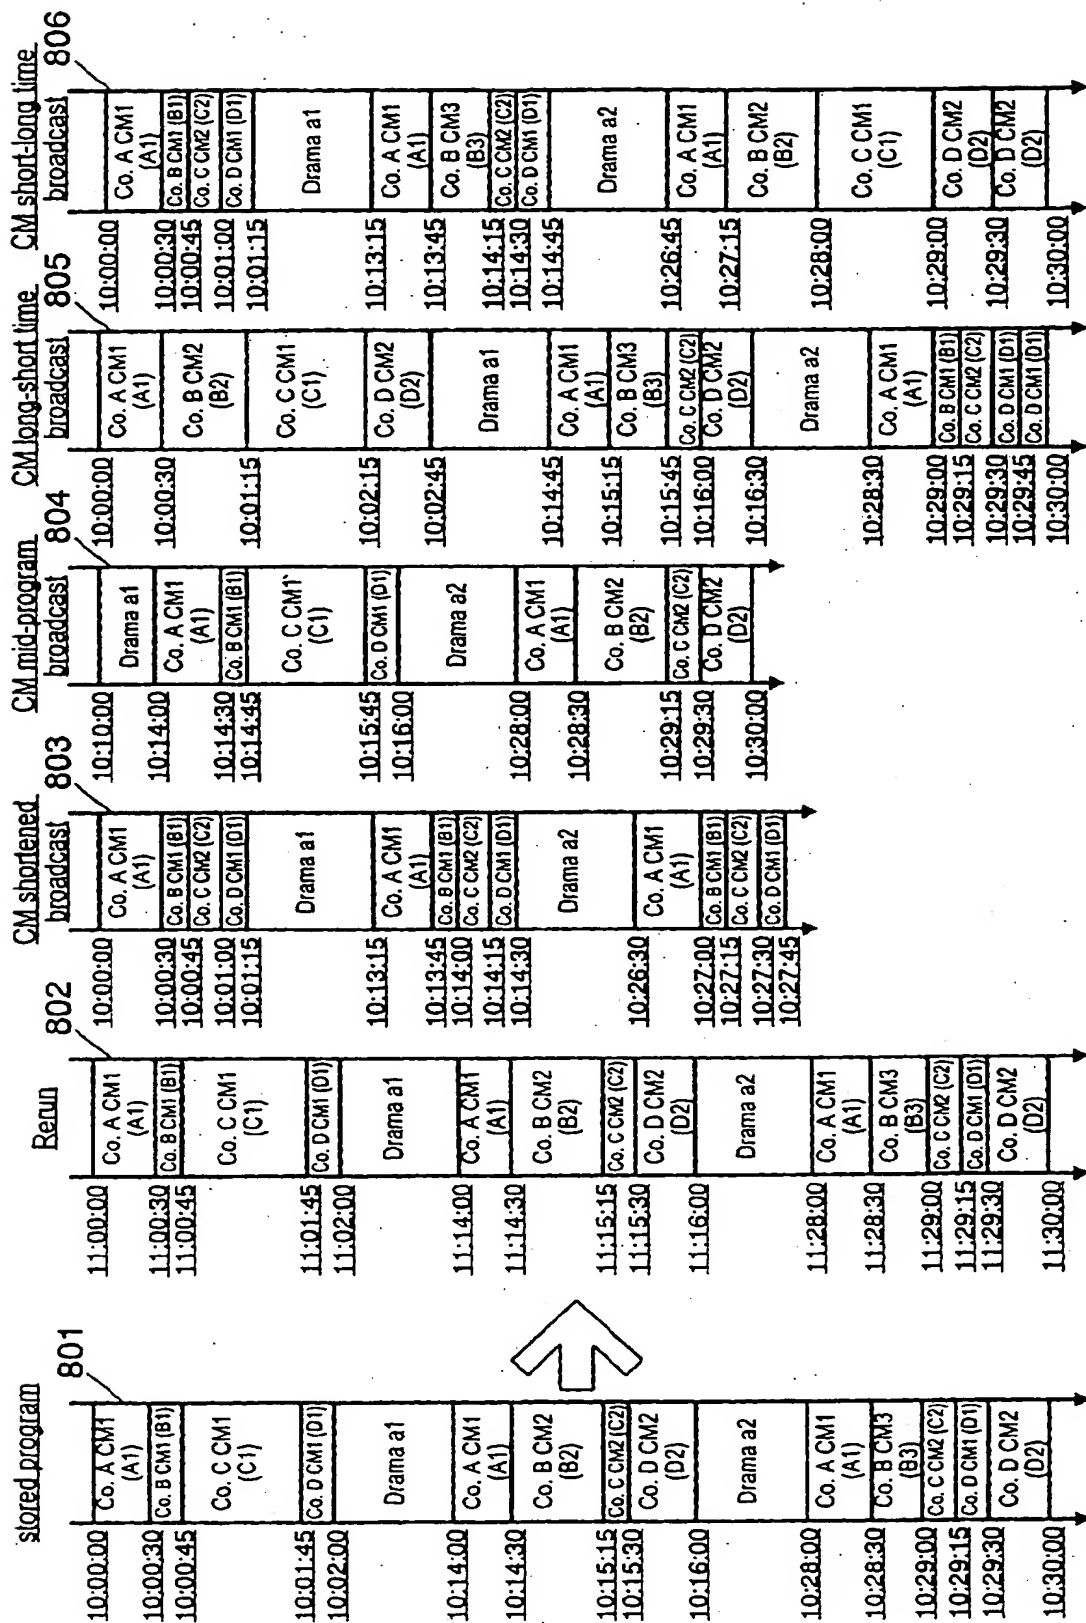 stored program
801
10:00:00
Co. A CM1
(A1)
10:00:30
Co. B CM1 (B1)
10:00:45
Co. C CM1
(C1)
10:01:45
Co. D CM1 (D1)
10:02:00
Drama a1
10:14:00
Co. A CM1
(A1)
10:14:30
Co. B CM2
(B2)
10:15:15
Co. C CM2 (C2)
10:15:30
Co. D CM2
(D2)
10:16:00
Drama a2
10:28:00
Co. A CM1
(A1)
10:28:30
Co. B CM3
(B3)
10:29:00
Co. C CM2 (C2)
10:29:15
Co. D CM1 (D1)
10:29:30
Co. D CM2
(D2)
10:30:00
Rerun
802
11:00:00
Co. A CM1
(A1)
11:00:30
Co. B CM1 (B1)
11:00:45
Co. C CM1
(C1)
11:01:45
Co. D CM1 (D1)
11:02:00
Drama a1
11:14:00
Co. A CM1
(A1)
11:14:30
Co. B CM2
(B2)
11:15:15
Co. C CM2 (C2)
11:15:30
Co. D CM2
(D2)
11:16:00
Drama a2
11:28:00
Co. A CM1
(A1)
11:28:30
Co. B CM3
(B3)
11:29:00
Co. C CM2 (C2)
11:29:15
Co. D CM1 (D1)
11:29:30
Co. D CM2
(D2)
11:30:00
CM shortened
broadcast
803
10:00:00
Co. A CM1
(A1)
10:00:30
Co. B CM1 (B1)
10:00:45
Co. C CM2 (C2)
10:01:00
Co. D CM1 (D1)
10:01:15
Drama a1
10:13:15
Co. A CM1
(A1)
10:13:45
Co. B CM1 (B1)
10:14:00
Co. C CM2 (C2)
10:14:15
Co. D CM1 (D1)
10:14:30
Drama a2
10:26:30
Co. A CM1
(A1)
10:27:00
Co. B CM1 (B1)
10:27:15
Co. C CM2 (C2)
10:27:30
Co. D CM1 (D1)
10:27:45
CM mid-program
broadcast
804
10:10:00
Drama a1
10:14:00
Co. A CM1
(A1)
10:14:30
Co. B CM1 (B1)
10:14:45
Co. C CM1
(C1)
10:15:45
Co. D CM1 (D1)
10:16:00
Drama a2
10:28:00
Co. A CM1
(A1)
10:28:30
Co. B CM2
(B2)
10:29:15
Co. C CM2 (C2)
10:29:30
Co. D CM2
(D2)
10:30:00
CM long-short time
broadcast
805
10:00:00
Co. A CM1
(A1)
10:00:30
Co. B CM2
(B2)
10:01:15
Co. C CM1
(C1)
10:02:15
Co. D CM2
(D2)
10:02:45
Drama a1
10:14:45
Co. A CM1
(A1)
10:15:15
Co. B CM3
(B3)
10:15:45
Co. C CM2 (C2)
10:16:00
Co. D CM2
(D2)
10:16:30
Drama a2
10:28:30
Co. A CM1
(A1)
10:29:00
Co. B CM1 (B1)
10:29:15
Co. C CM2 (C2)
10:29:30
Co. D CM1 (D1)
10:29:45
Co. D CM1 (D1)
10:30:00
CM short-long time
broadcast
806
10:00:00
Co. A CM1
(A1)
10:00:30
Co. B CM1 (B1)
10:00:45
Co. C CM2 (C2)
10:01:00
Co. D CM1 (D1)
10:01:15
Drama a1
10:13:15
Co. A CM1
(A1)
10:13:45
Co. B CM3
(B3)
10:14:15
Co. C CM2 (C2)
10:14:30
Co. D CM1 (D1)
10:14:45
Drama a2
10:26:45
Co. A CM1
(A1)
10:27:15
Co. B CM2
(B2)
10:28:00
Co. C CM1
(C1)
10:29:00
Co. D CM2
(D2)
10:29:30
Co. D CM2
(D2)
10:30:00